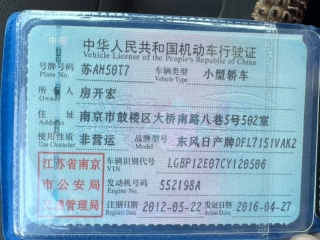 中华人民共和国机动车行驶证
Vehicle License of the People's Republic of China
号牌号码 苏AH50T7 车辆类型 小型轿车
Plate No. Vehicle Type
所有人 房开宏
Owner
住址 南京市鼓楼区大桥南路八巷5号502室
Address
使用性质 非营运 品牌型号 东风日产牌DFL7151VAK2
江苏省南京
市公安局
交通管理局
车辆识别代号 LGBP12E07CY120506
VIN
发动机号码 552198A
Engine No.
注册日期 2012-05-22 发证日期 2016-04-27
Register Date Issue Date